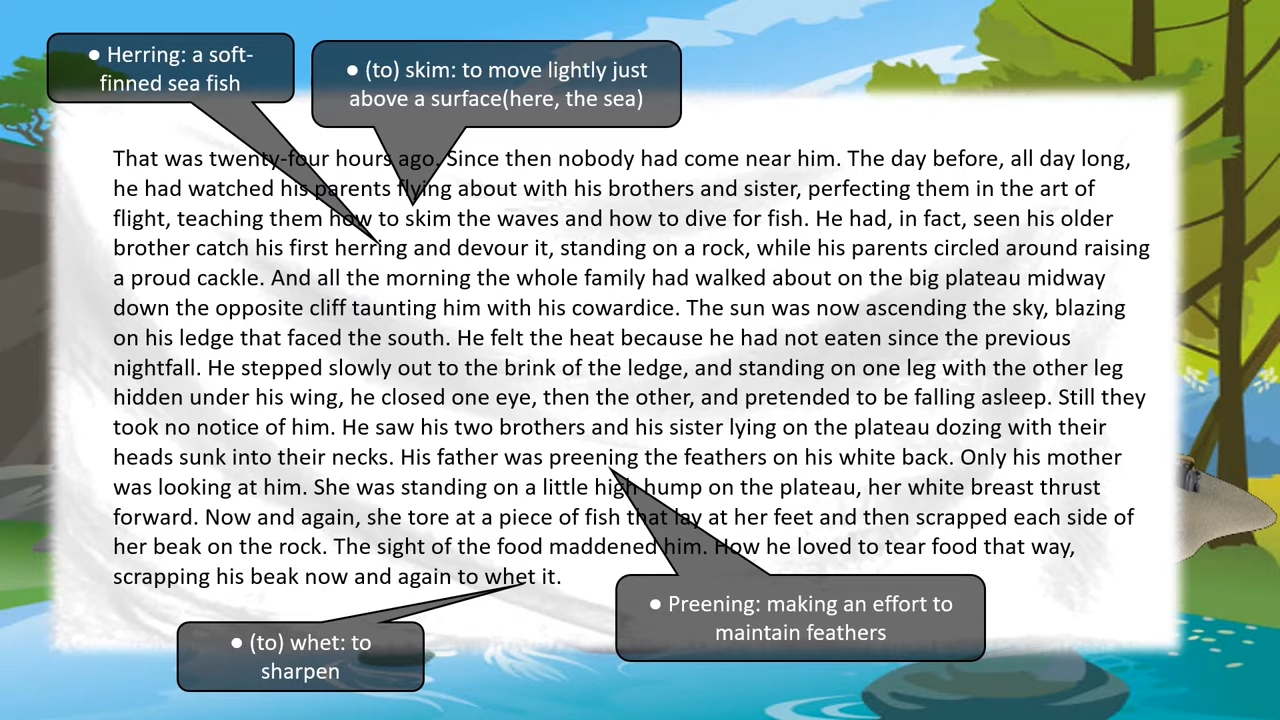 ● Herring: a soft-
finned sea fish
● (to) skim: to move lightly just
above a surface(here, the sea)
That was twenty-four hours ago. Since then nobody had come near him. The day before, all day long,
he had watched his parents flying about with his brothers and sister, perfecting them in the art of
flight, teaching them how to skim the waves and how to dive for fish. He had, in fact, seen his older
brother catch his first herring and devour it, standing on a rock, while his parents circled around raising
a proud cackle. And all the morning the whole family had walked about on the big plateau midway
down the opposite cliff taunting him with his cowardice. The sun was now ascending the sky, blazing
on his ledge that faced the south. He felt the heat because he had not eaten since the previous
nightfall. He stepped slowly out to the brink of the ledge, and standing on one leg with the other leg
hidden under his wing, he closed one eye, then the other, and pretended to be falling asleep. Still they
took no notice of him. He saw his two brothers and his sister lying on the plateau dozing with their
heads sunk into their necks. His father was preening the feathers on his white back. Only his mother
was looking at him. She was standing on a little high hump on the plateau, her white breast thrust
forward. Now and again, she tore at a piece of fish that lay at her feet and then scrapped each side of
her beak on the rock. The sight of the food maddened him. How he loved to tear food that way,
scrapping his beak now and again to whet it.
● Preening: making an effort to
maintain feathers
● (to) whet: to
sharpen